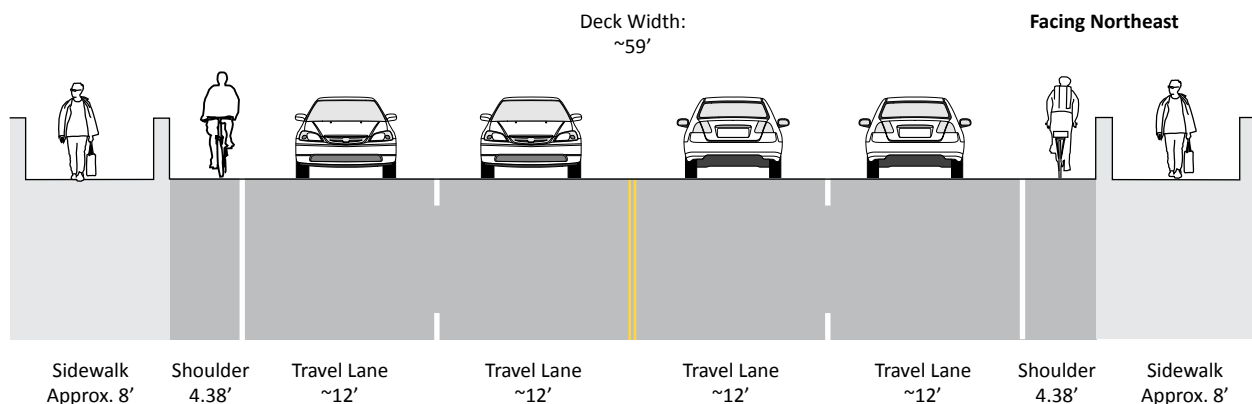 Deck Width:
~59’
Facing Northeast
Sidewalk
Approx. 8’
Shoulder
4.38’
Travel Lane
~12’
Travel Lane
~12’
Travel Lane
~12’
Travel Lane
~12’
Shoulder
4.38’
Sidewalk
Approx. 8’